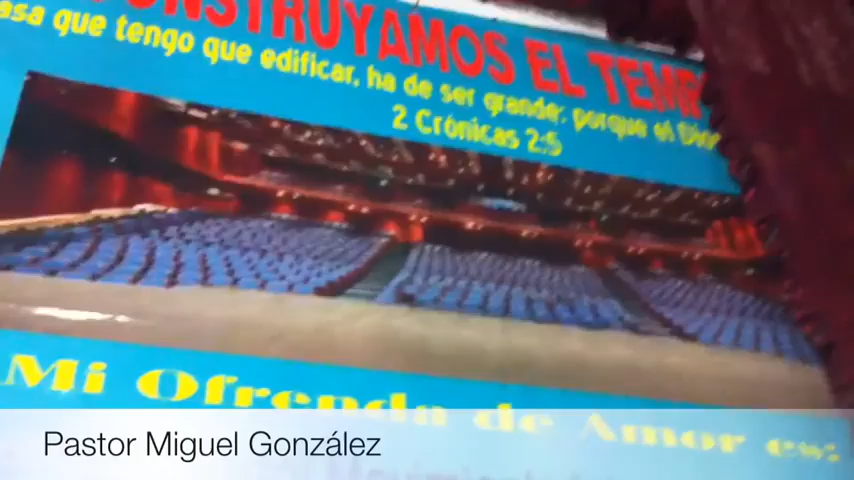 CONSTRUYAMOS EL TEMP
asa que tengo que edificar, ha de ser grande; porque el Dios
2 Crónicas 2:5
Mi Ofrenda de Amor es:
Pastor Miguel González